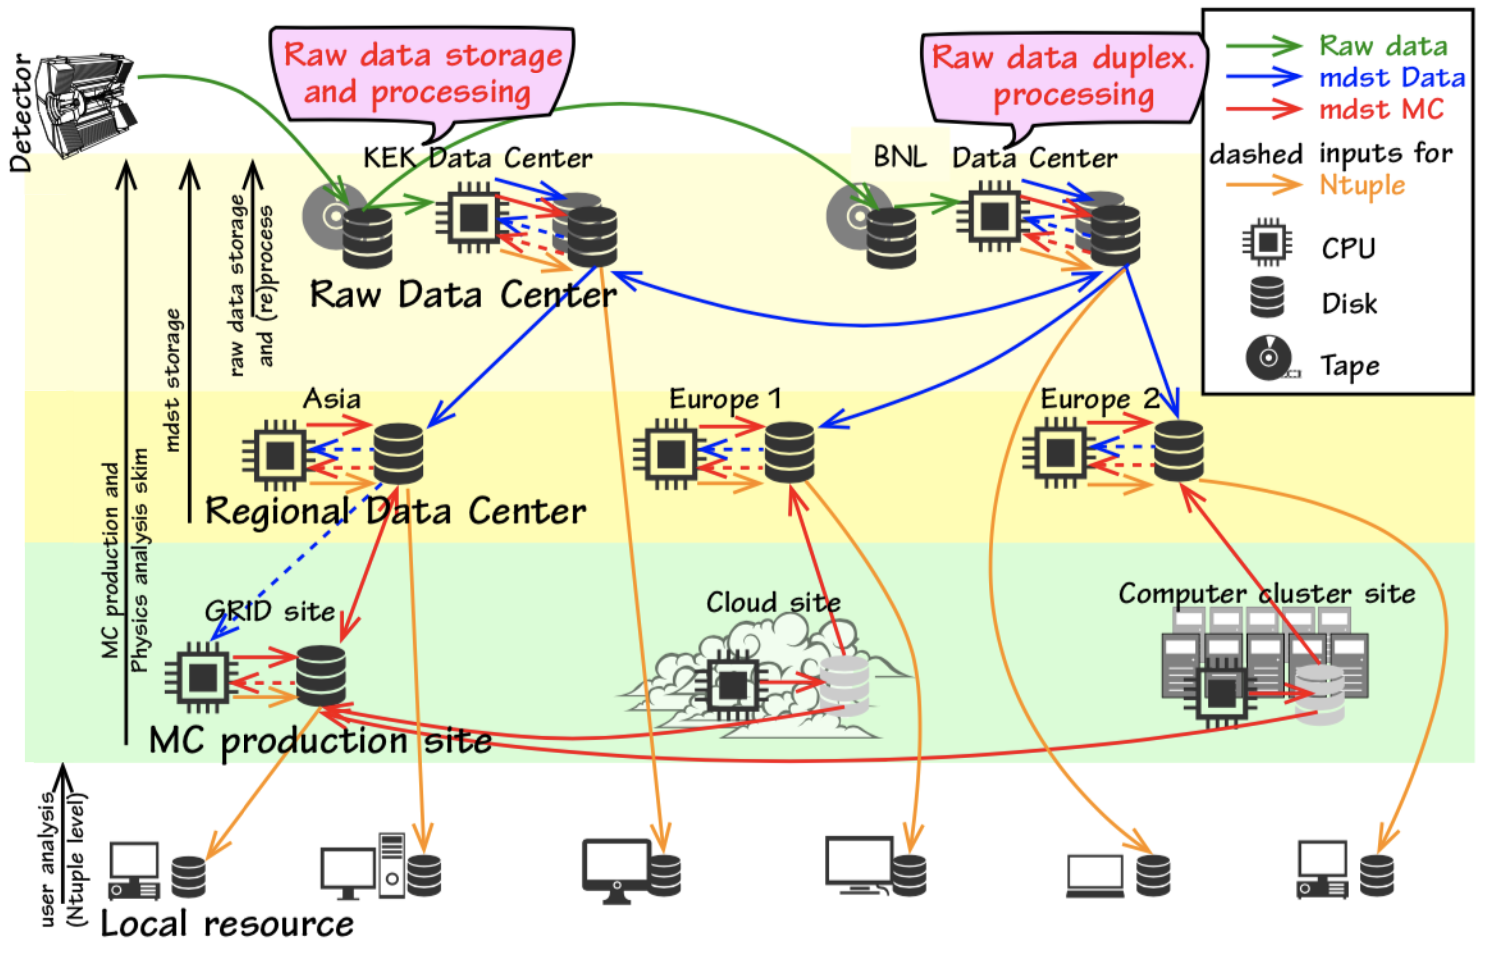 Detector
Raw data storage
and processing
Raw data duplex.
processing
Raw data
mdst Data
mdst MC
dashed inputs for
Ntuple
CPU
Disk
Tape
KEK Data Center
BNL Data Center
Raw Data Center
raw data storage
and (re)process
mdst storage
MC production and
Physics analysis skim
Asia
Europe 1
Europe 2
Regional Data Center
GRID site
Cloud site
Computer cluster site
MC production site
user analysis
(Ntuple level)
Local resource